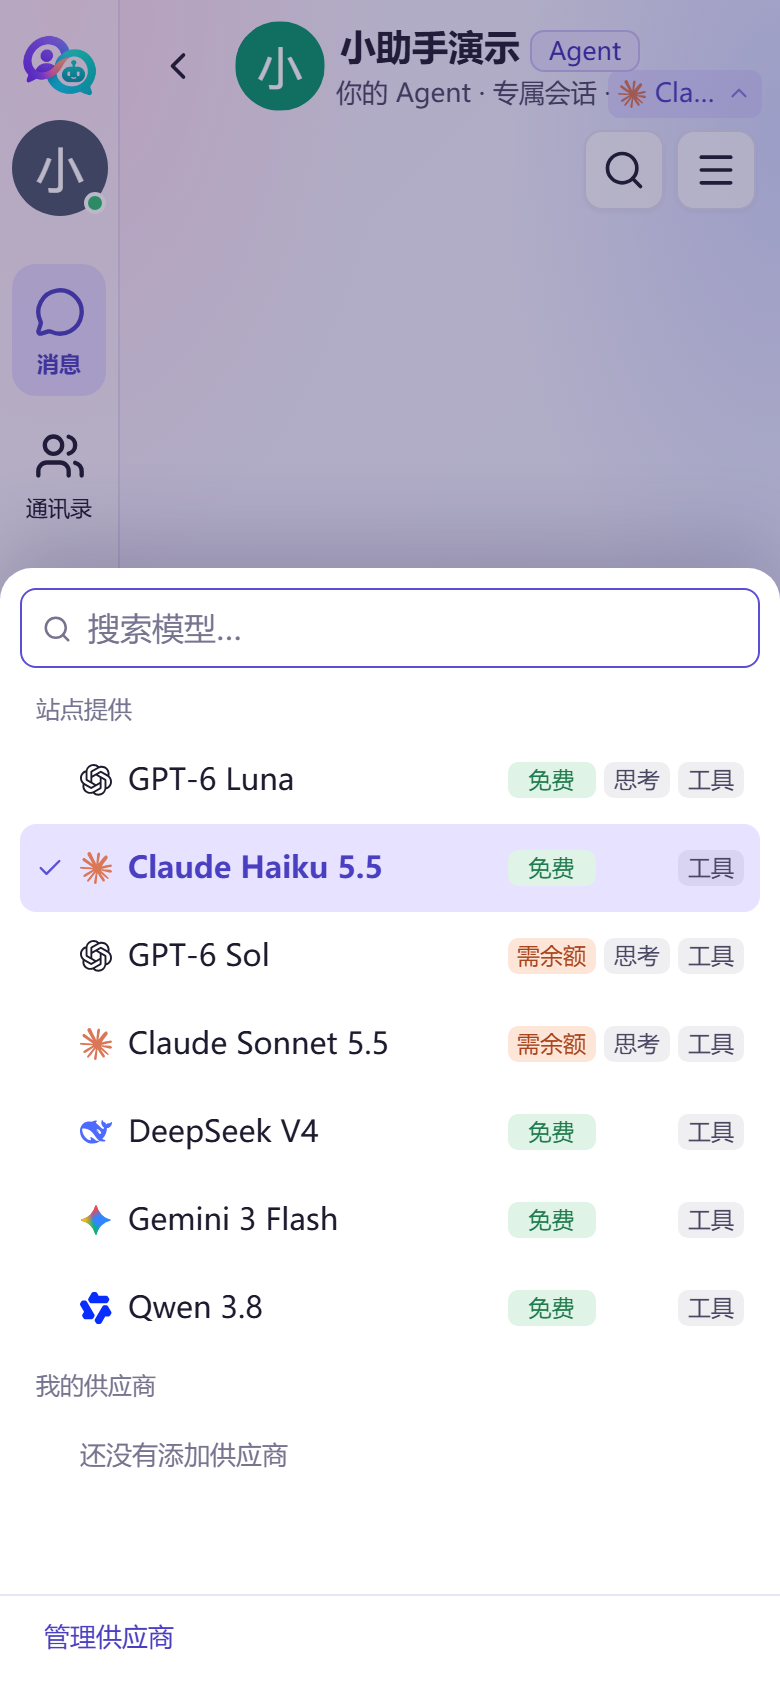 小助手演示 Agent
小
你的 Agent · 专属会话 · Cla...
小
消息
通讯录
搜索模型...
站点提供
GPT-6 Luna 免费 思考 工具
Claude Haiku 5.5 免费 工具
GPT-6 Sol 需余额 思考 工具
Claude Sonnet 5.5 需余额 思考 工具
DeepSeek V4 免费 工具
Gemini 3 Flash 免费 工具
Qwen 3.8 免费 工具
我的供应商
还没有添加供应商
管理供应商